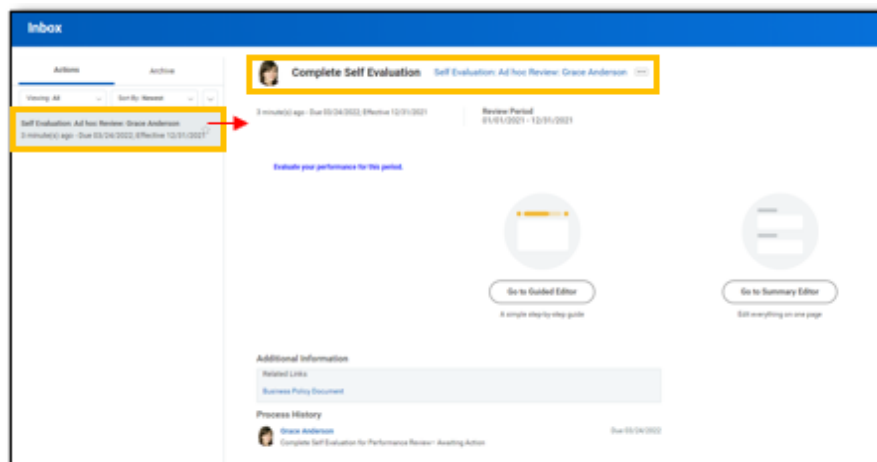 Inbox
Actions
Archive
Viewing: All
Sort By: Newest
Self Evaluation: Ad hoc Review: Grace Anderson
3 minute(s) ago - Due 03/24/2022, Effective 12/31/2021
Complete Self Evaluation
Self Evaluation: Ad hoc Review: Grace Anderson
3 minute(s) ago - Due 03/24/2022, Effective 12/31/2021
Review Period
01/01/2021 - 12/31/2021
Evaluate your performance for this period.
Go to Guided Editor
A simple step-by-step guide
Go to Summary Editor
Edit everything on one page
Additional Information
Related Links
Business Policy Document
Process History
Grace Anderson
Due 03/24/2022
Complete Self Evaluation for Performance Review- Awaiting Action